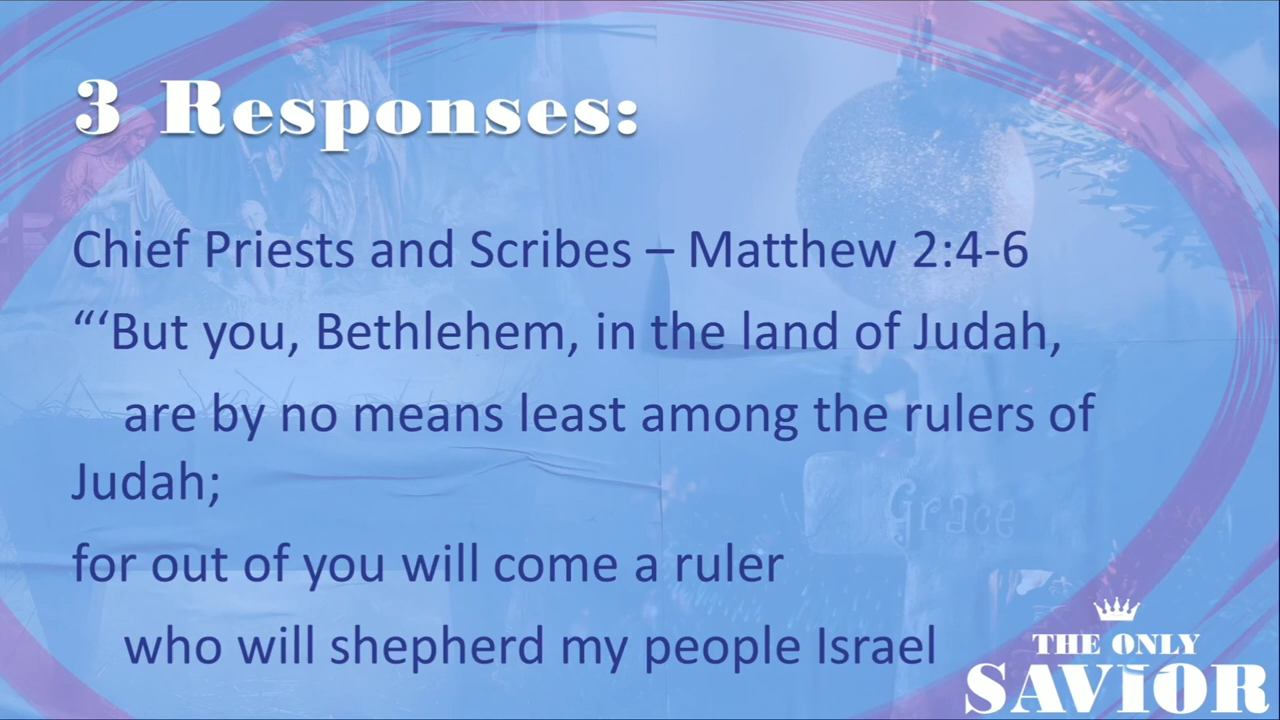 3 Responses:
Chief Priests and Scribes – Matthew 2:4-6
“‘But you, Bethlehem, in the land of Judah,
are by no means least among the rulers of
Judah;
for out of you will come a ruler
who will shepherd my people Israel
Grace
THE ONLY
SAVIOR